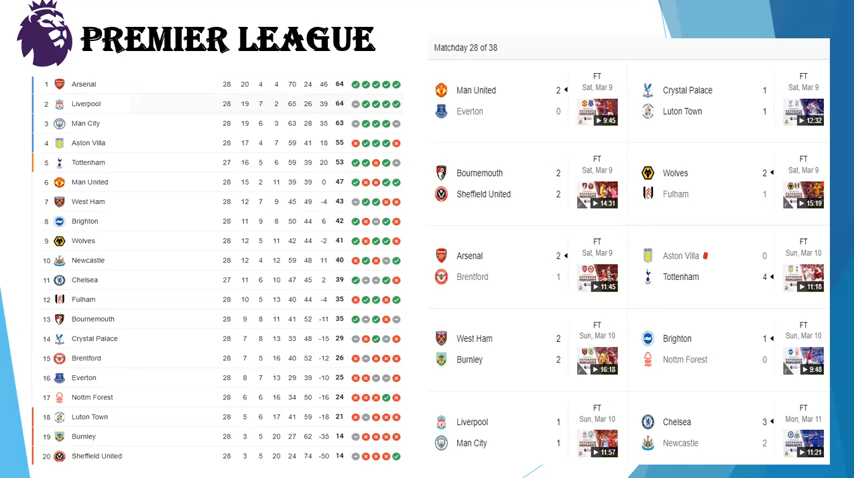 PREMIER LEAGUE
1 Arsenal 28 20 4 4 70 24 46 64
2 Liverpool 28 19 7 2 65 26 39 64
3 Man City 28 19 6 3 63 28 35 63
4 Aston Villa 28 17 4 7 59 41 18 55
5 Tottenham 27 16 5 6 59 39 20 53
6 Man United 28 15 2 11 39 39 0 47
7 West Ham 28 12 7 9 45 49 -4 43
8 Brighton 28 11 9 8 50 44 6 42
9 Wolves 28 12 5 11 42 44 -2 41
10 Newcastle 28 12 4 12 59 48 11 40
11 Chelsea 27 11 6 10 47 45 2 39
12 Fulham 28 10 5 13 40 44 -4 35
13 Bournemouth 28 9 8 11 41 52 -11 35
14 Crystal Palace 28 7 8 13 33 48 -15 29
15 Brentford 28 7 5 16 40 52 -12 26
16 Everton 28 8 7 13 29 39 -10 25
17 Nottm Forest 28 6 6 16 34 50 -16 24
18 Luton Town 28 5 6 17 41 59 -18 21
19 Burnley 28 3 5 20 27 62 -35 14
20 Sheffield United 28 3 5 20 24 74 -50 14
Matchday 28 of 38
FT
Man United 2 Sat, Mar 9
Everton 0
9:45
FT
Crystal Palace 1 Sat, Mar 9
Luton Town 1
12:32
FT
Bournemouth 2 Sat, Mar 9
Sheffield United 2
14:31
FT
Wolves 2 Sat, Mar 9
Fulham 1
15:19
FT
Arsenal 2 Sat, Mar 9
Brentford 1
11:45
FT
Aston Villa 0 Sun, Mar 10
Tottenham 4
11:18
FT
West Ham 2 Sun, Mar 10
Burnley 2
16:18
FT
Brighton 1 Sun, Mar 10
Nottm Forest 0
9:48
FT
Liverpool 1 Sun, Mar 10
Man City 1
11:57
FT
Chelsea 3 Mon, Mar 11
Newcastle 2
11:21